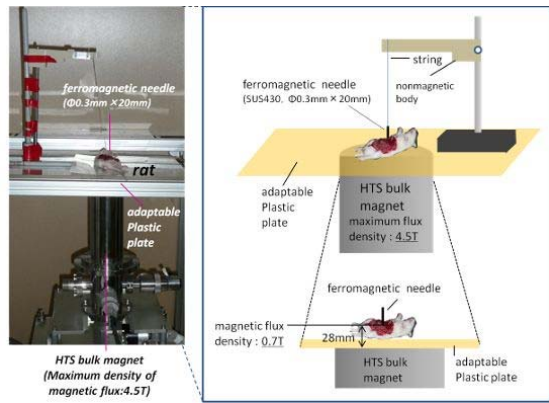 ferromagnetic needle
(Φ0.3mm×20mm)
rat
adaptable
Plastic
plate
HTS bulk magnet
(Maximum density of
magnetic flux:4.5T)
string
ferromagnetic needle
(SUS430, Φ0.3mm×20mm)
nonmagnetic
body
adaptable
Plastic
plate
HTS bulk
magnet
maximum flux
density : 4.5T
ferromagnetic needle
magnetic flux
density : 0.7T
28mm
HTS bulk
magnet
adaptable
Plastic plate